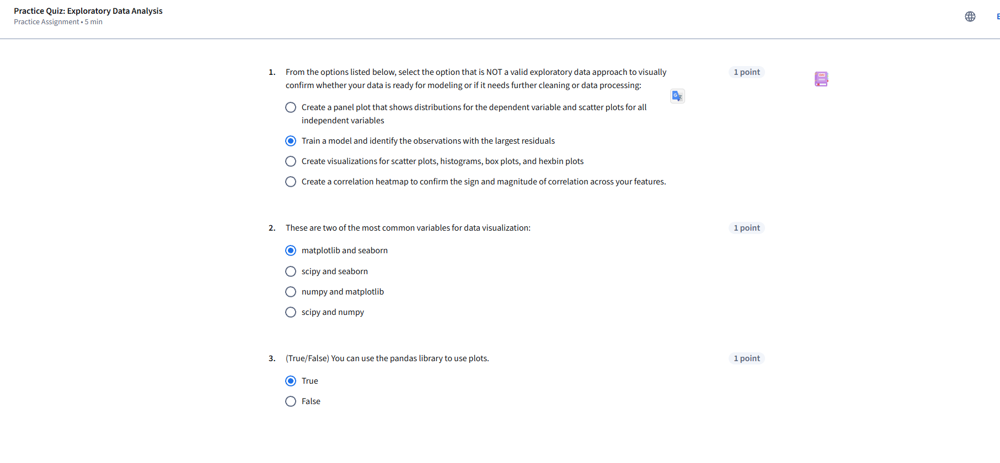 Practice Quiz: Exploratory Data Analysis
Practice Assignment • 5 min
E
1. From the options listed below, select the option that is NOT a valid exploratory data approach to visually
confirm whether your data is ready for modeling or if it needs further cleaning or data processing:
1 point
Create a panel plot that shows distributions for the dependent variable and scatter plots for all
independent variables
Train a model and identify the observations with the largest residuals
Create visualizations for scatter plots, histograms, box plots, and hexbin plots
Create a correlation heatmap to confirm the sign and magnitude of correlation across your features.
2. These are two of the most common variables for data visualization:
1 point
matplotlib and seaborn
scipy and seaborn
numpy and matplotlib
scipy and numpy
3. (True/False) You can use the pandas library to use plots.
1 point
True
False